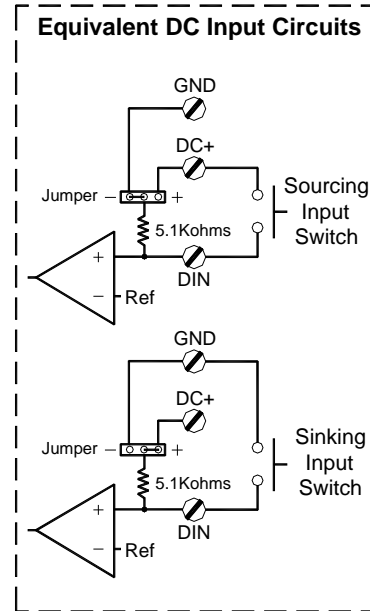 Equivalent DC Input Circuits
GND
DC+
Jumper − +
5.1Kohms
Sourcing
Input
Switch
+
DIN
− Ref
GND
DC+
Jumper − +
5.1Kohms
Sinking
Input
Switch
+
DIN
− Ref